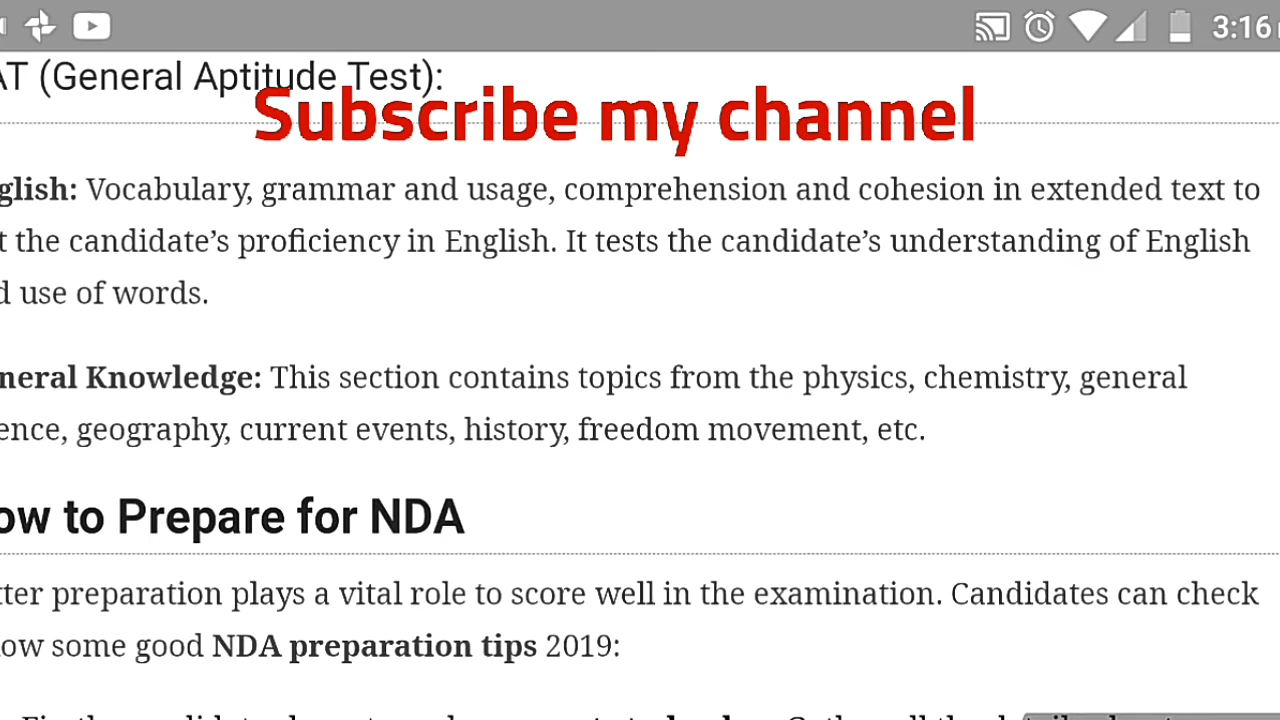 3:16
AT (General Aptitude Test):
Subscribe my channel
glish: Vocabulary, grammar and usage, comprehension and cohesion in extended text to
t the candidate’s proficiency in English. It tests the candidate’s understanding of English
d use of words.
neral Knowledge: This section contains topics from the physics, chemistry, general
ence, geography, current events, history, freedom movement, etc.
ow to Prepare for NDA
tter preparation plays a vital role to score well in the examination. Candidates can check
low some good NDA preparation tips 2019: